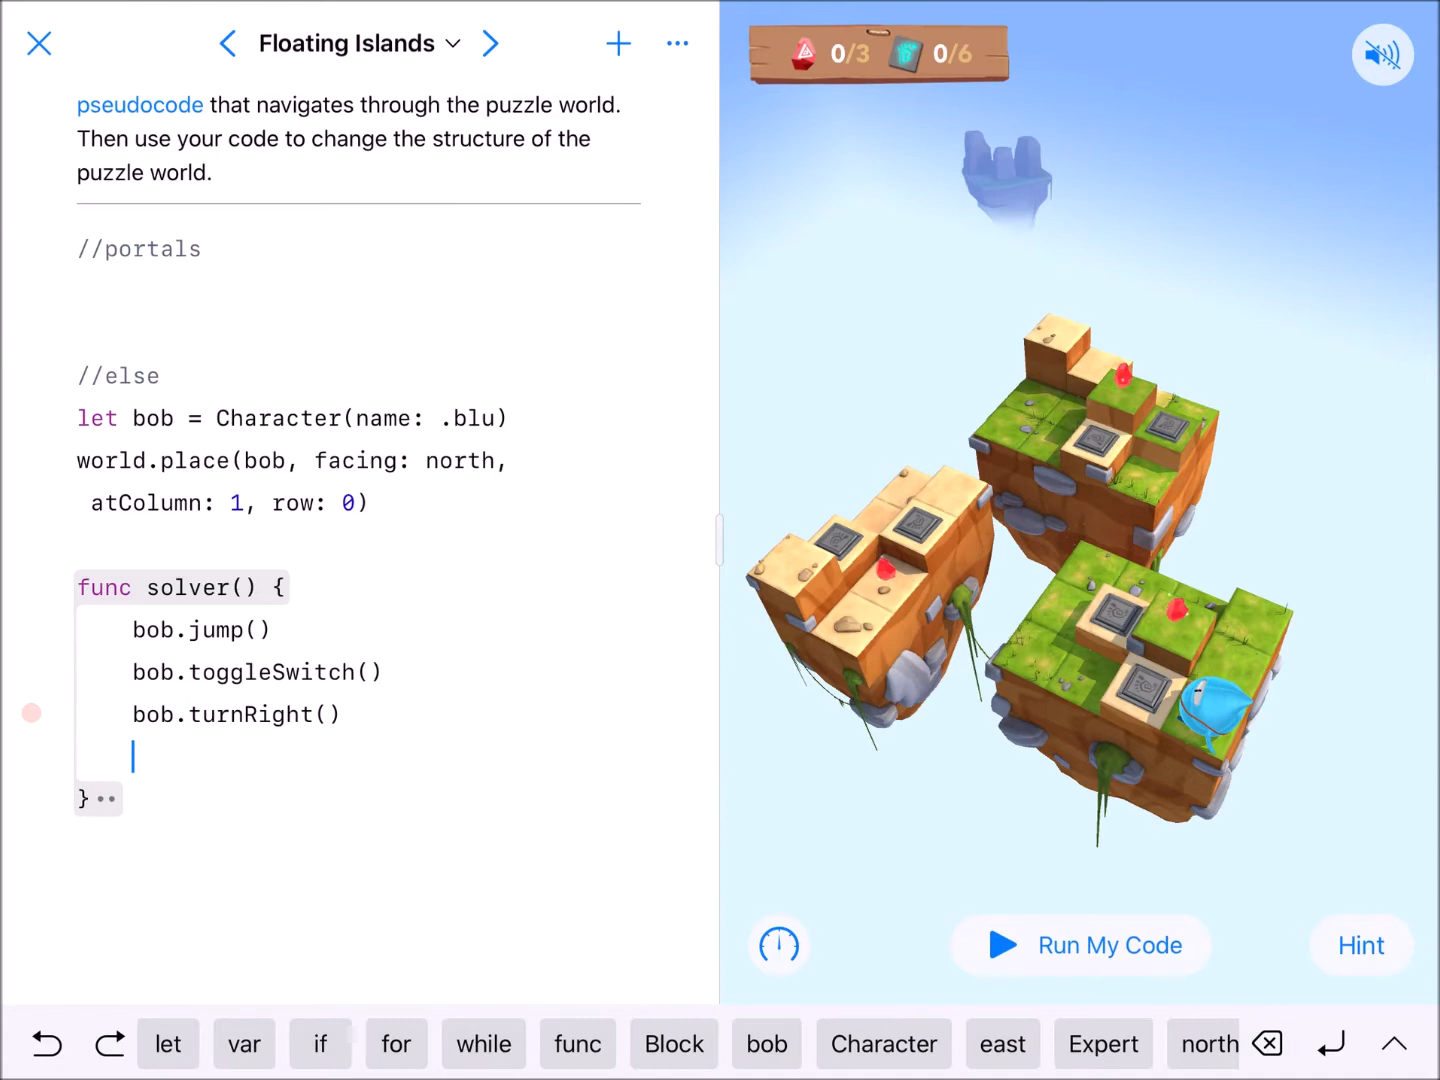 Floating Islands
pseudocode that navigates through the puzzle world.
Then use your code to change the structure of the
puzzle world.
//portals
//else
let bob = Character(name: .blu)
world.place(bob, facing: north,
atColumn: 1, row: 0)
func solver() {
bob.jump()
bob.toggleSwitch()
bob.turnRight()
}
0/3 0/6
Run My Code
Hint
let var if for while func Block bob Character east Expert north